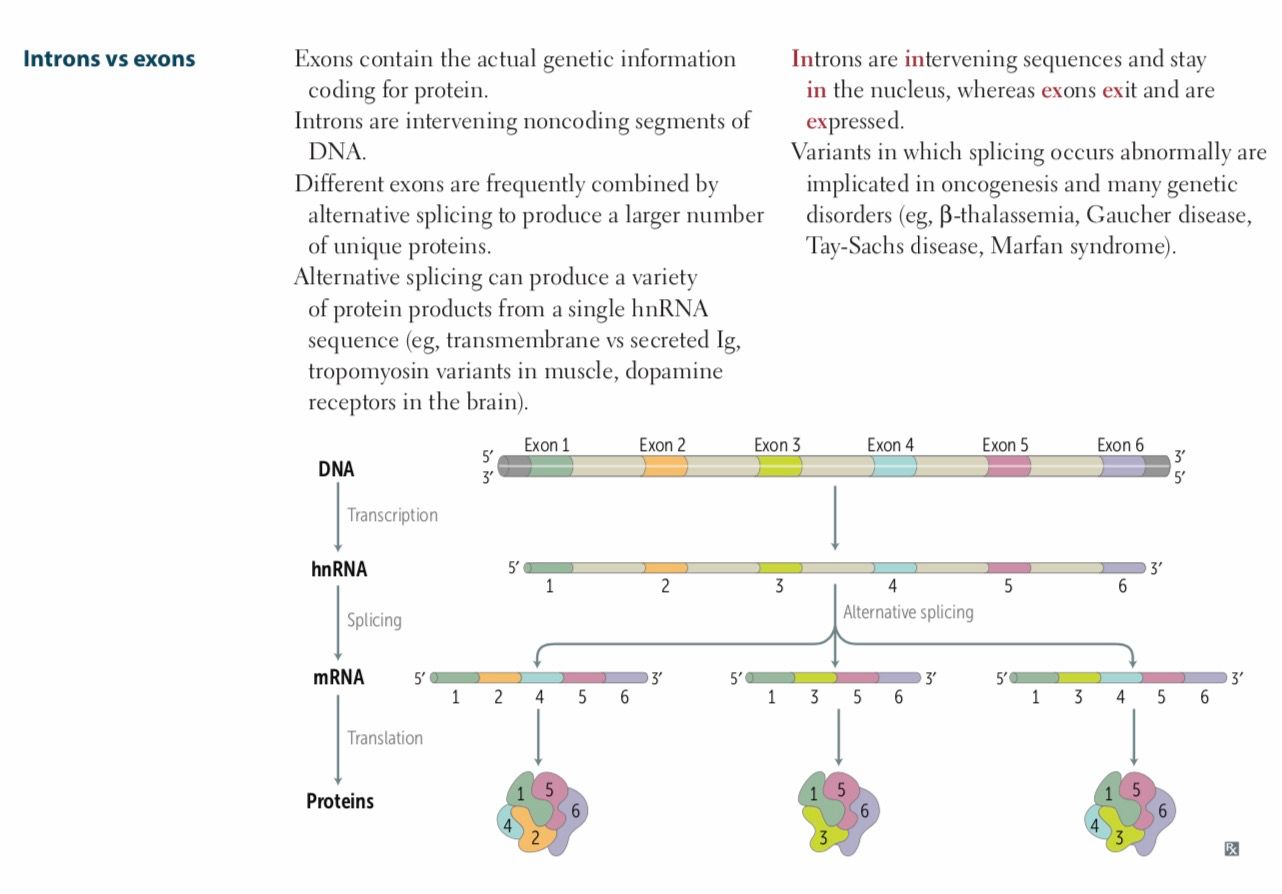 Introns vs exons
Exons contain the actual genetic information
coding for protein.
Introns are intervening noncoding segments of
DNA.
Different exons are frequently combined by
alternative splicing to produce a larger number
of unique proteins.
Alternative splicing can produce a variety
of protein products from a single hnRNA
sequence (eg, transmembrane vs secreted Ig,
tropomyosin variants in muscle, dopamine
receptors in the brain).
Introns are intervening sequences and stay
in the nucleus, whereas exons exit and are
expressed.
Variants in which splicing occurs abnormally are
implicated in oncogenesis and many genetic
disorders (eg, β-thalassemia, Gaucher disease,
Tay-Sachs disease, Marfan syndrome).
Exon 1 Exon 2 Exon 3 Exon 4 Exon 5 Exon 6
DNA 5′ 3′
3′ 5′
Transcription
hnRNA 5′ 3′
1 2 3 4 5 6
Splicing Alternative splicing
mRNA 5′ 3′ 5′ 3′ 5′ 3′
1 2 4 5 6 1 3 5 6 1 3 4 5 6
Translation
Proteins
1 5 6 4 2
1 5 6 3
1 5 6 4 3
Rx